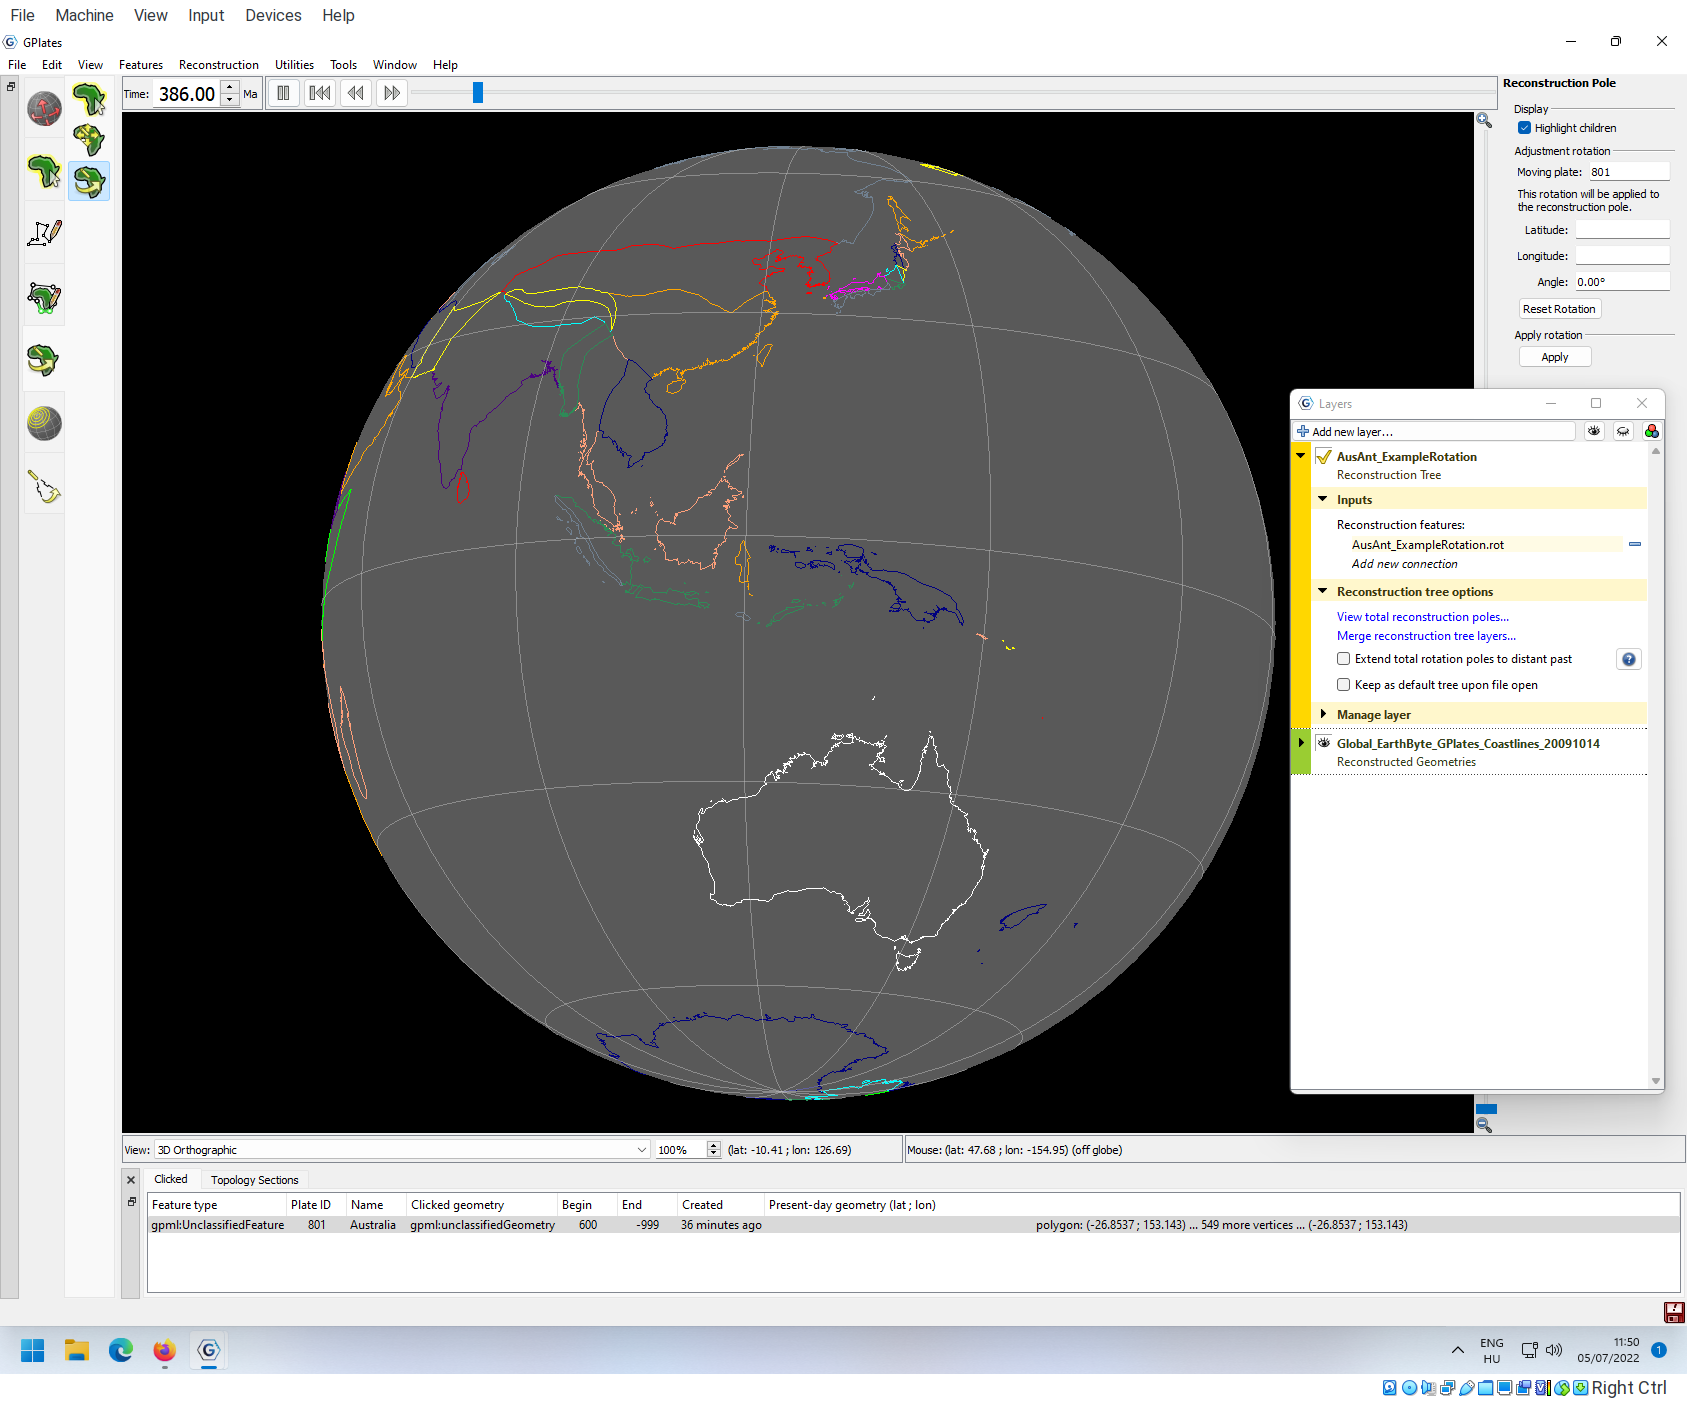 File Machine View Input Devices Help
GPlates
File Edit View Features Reconstruction Utilities Tools Window Help
Time: 386.00 Ma
Reconstruction Pole
Display
Highlight children
Adjustment rotation
Moving plate: 801
This rotation will be applied to
the reconstruction pole.
Latitude:
Longitude:
Angle: 0.00°
Reset Rotation
Apply rotation
Apply
Layers
Add new layer...
AusAnt_ExampleRotation
Reconstruction Tree
Inputs
Reconstruction features:
AusAnt_ExampleRotation.rot
Add new connection
Reconstruction tree options
View total reconstruction poles...
Merge reconstruction tree layers...
Extend total rotation poles to distant past
Keep as default tree upon file open
Manage layer
Global_EarthByte_GPlates_Coastlines_20091014
Reconstructed Geometries
View: 3D Orthographic 100% (lat: -10.41 ; lon: 126.69) Mouse: (lat: 47.68 ; lon: -154.95) (off globe)
Clicked Topology Sections
Feature type Plate ID Name Clicked geometry Begin End Created Present-day geometry (lat ; lon)
gpml:UnclassifiedFeature 801 Australia gpml:unclassifiedGeometry 600 -999 36 minutes ago polygon: (-26.8537 ; 153.143) ... 549 more vertices ... (-26.8537 ; 153.143)
ENG 11:50
HU 05/07/2022 1
Right Ctrl